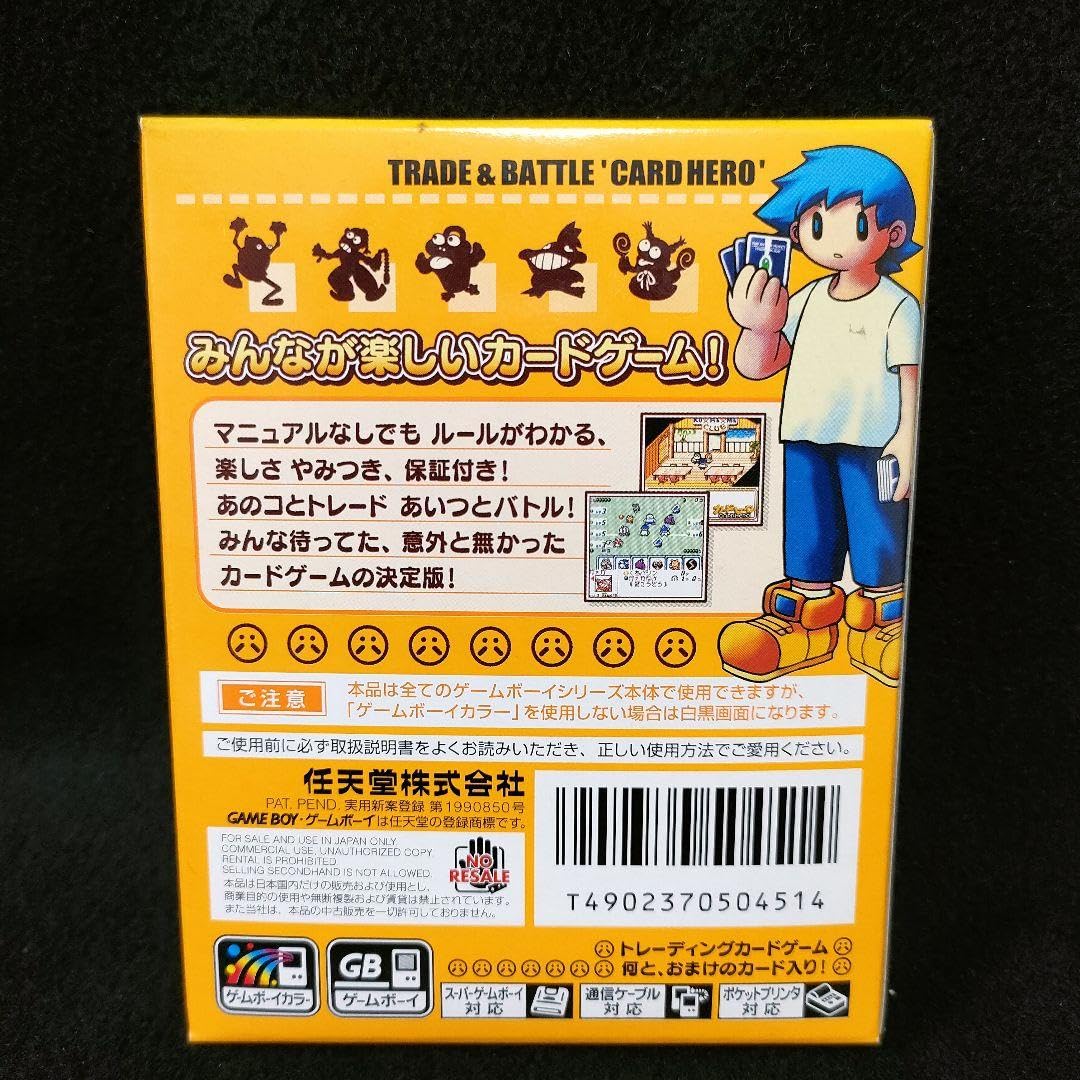 TRADE & BATTLE 'CARD HERO'
みんなが楽しいカードゲーム!
マニュアルなしでも ルールがわかる、
楽しさ やみつき、保証付き!
あのコとトレード あいつとバトル!
みんな待ってた、意外と無かった
カードゲームの決定版!
ご注意
本品は全てのゲームボーイシリーズ本体で使用できますが、
「ゲームボーイカラー」を使用しない場合は白黒画面になります。
ご使用前に必ず取扱説明書をよくお読みいただき、正しい使用方法でご愛用ください。
任天堂株式会社
PAT. PEND. 実用新案登録 第1990850号
GAME BOY・ゲームボーイは任天堂の登録商標です。
FOR SALE AND USE IN JAPAN ONLY
COMMERCIAL USE, UNAUTHORIZED COPY,
RENTAL IS PROHIBITED
SELLING SECONDHAND IS NOT ALLOWED.
本品は日本国内だけの販売および使用とし、
商業目的の使用や無断複製および賃貸は禁止されています。
また当社は、本品の中古販売を一切許可しておりません。
NO
RESALE
T4902370504514
ゲームボーイカラー
GB
ゲームボーイ
トレーディングカードゲーム
何と、おまけのカード入り!
スーパーゲームボーイ
対応
通信ケーブル
対応
ポケットプリンタ
対応